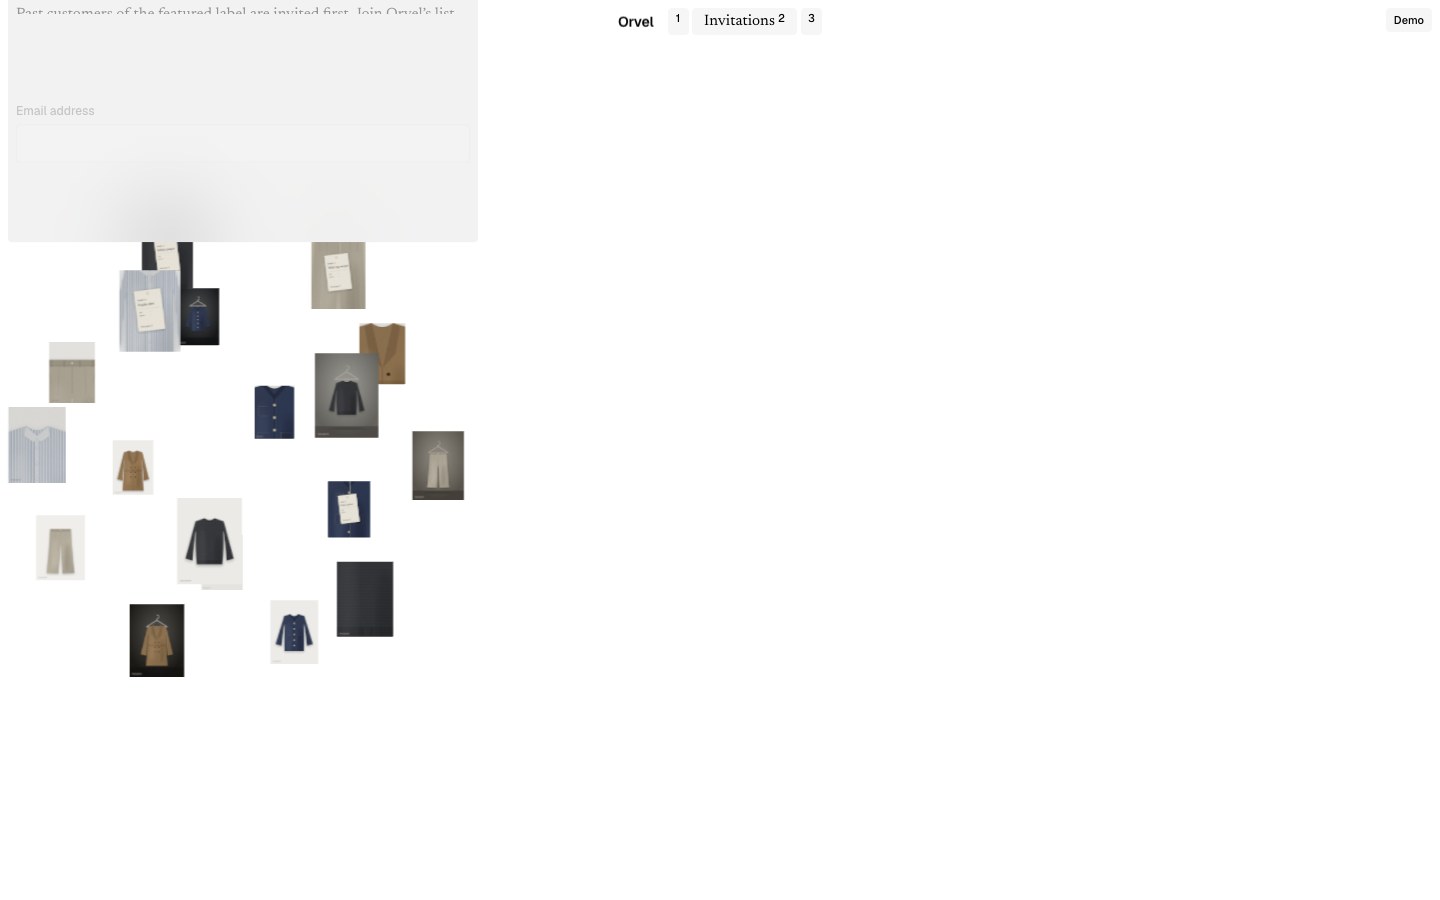 Past customers of the featured label are invited first. Join Orvel's list
Orvel
1
Invitations 2
3
Demo
Email address